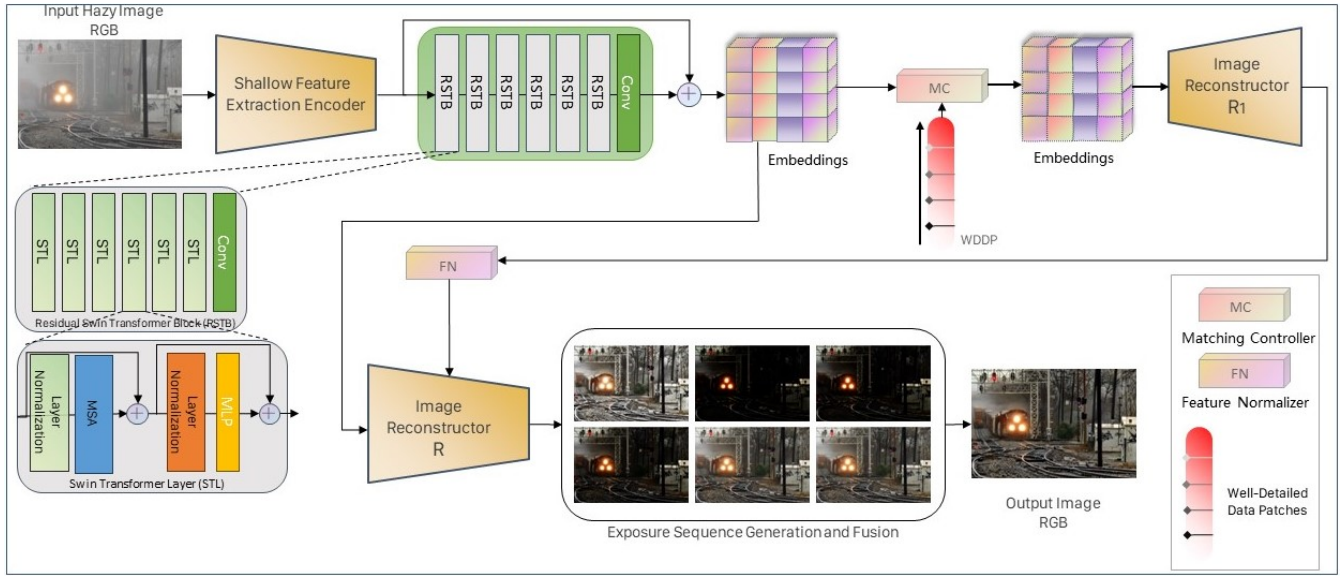 Input Hazy Image
RGB
Shallow Feature
Extraction Encoder
RSTB
RSTB
RSTB
RSTB
RSTB
RSTB
Conv
Embeddings
MC
WDDP
Embeddings
Image
Reconstructor
R1
STL
STL
STL
STL
STL
STL
Conv
Residual Swin Transformer Block (RSTB)
Layer
Normalization
MSA
Layer
Normalization
MLP
Swin Transformer Layer (STL)
FN
Image
Reconstructor
R
Exposure Sequence Generation and Fusion
Output Image
RGB
MC
Matching Controller
FN
Feature Normalizer
Well-Detailed
Data Patches